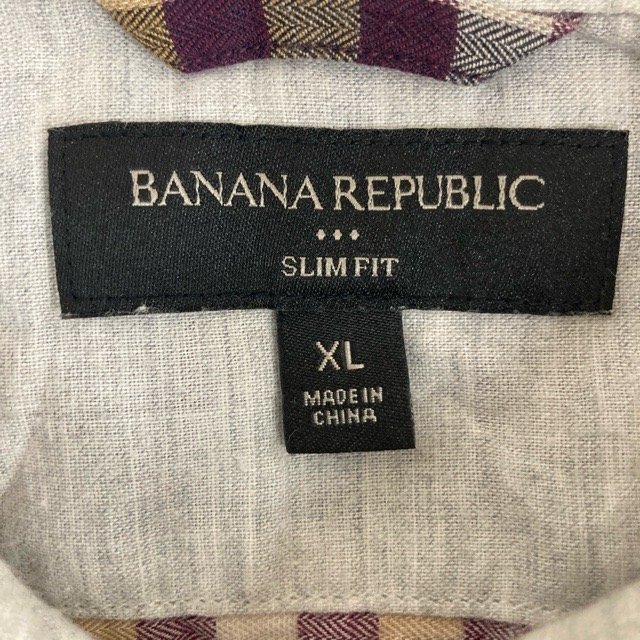 BANANA REPUBLIC
SLIM FIT
XL
MADE IN
CHINA